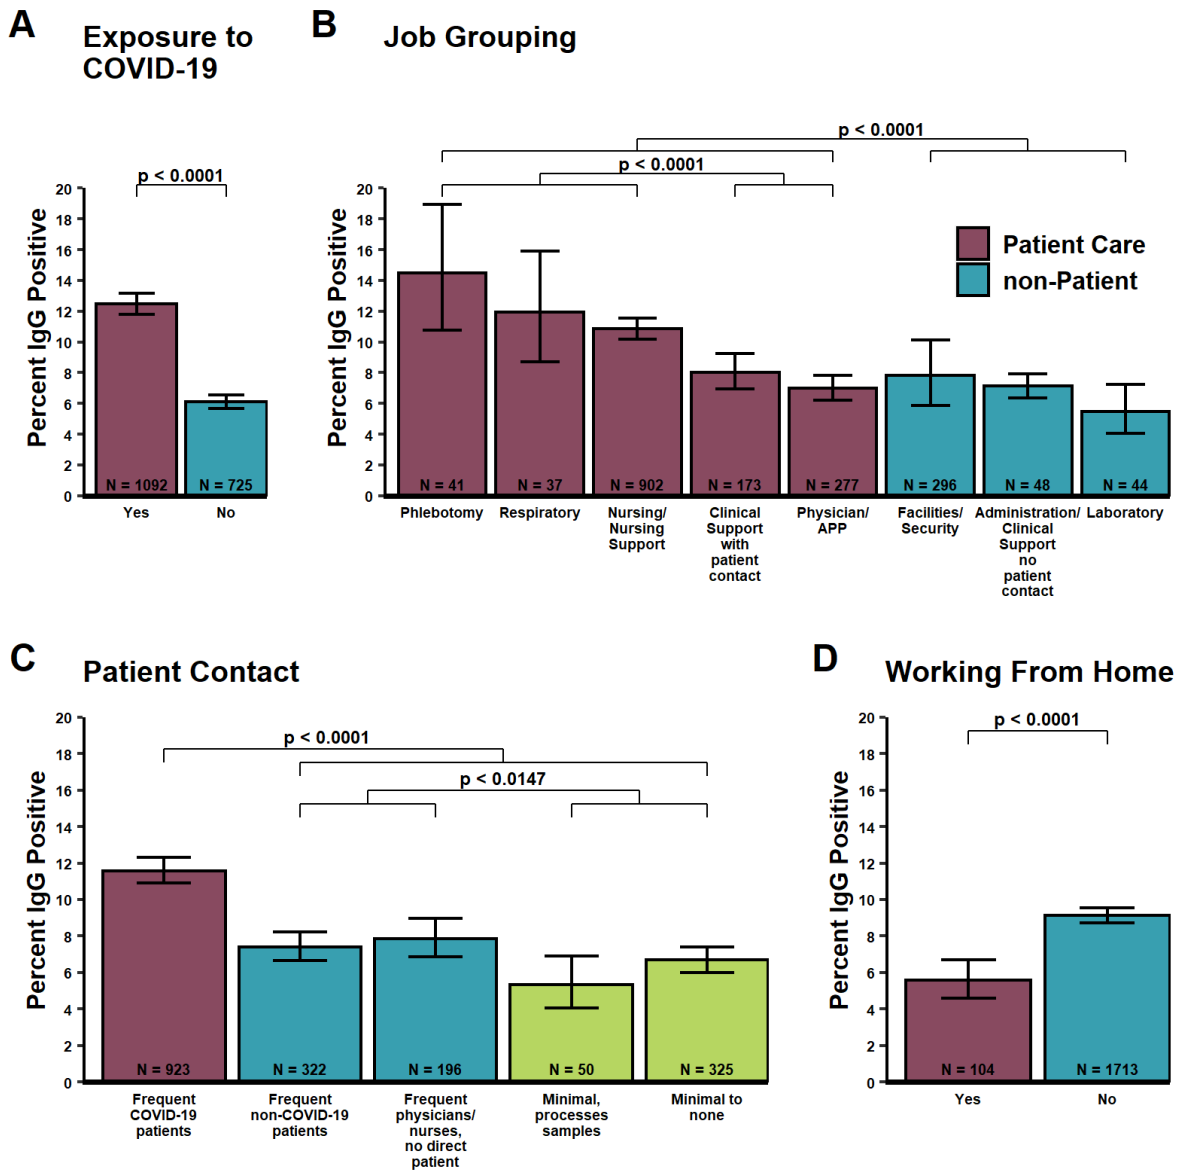 A
Exposure to
COVID-19
p < 0.0001
Percent IgG Positive
20
18
16
14
12
10
8
6
4
2
0
N = 1092
N = 725
Yes
No
B
Job Grouping
p < 0.0001
p < 0.0001
Percent IgG Positive
20
18
16
14
12
10
8
6
4
2
0
Patient Care
non-Patient
N = 41
N = 37
N = 902
N = 173
N = 277
N = 296
N = 48
N = 44
Phlebotomy
Respiratory
Nursing/
Nursing
Support
Clinical
Support
with
patient
contact
Physician/
APP
Facilities/
Security
Administration/
Clinical
Support
no
patient
contact
Laboratory
C
Patient Contact
p < 0.0001
p < 0.0147
Percent IgG Positive
20
18
16
14
12
10
8
6
4
2
0
N = 923
N = 322
N = 196
N = 50
N = 325
Frequent
COVID-19
patients
Frequent
non-COVID-19
patients
Frequent
physicians/
nurses,
no direct
patient
Minimal,
processes
samples
Minimal to
none
D
Working From Home
p < 0.0001
Percent IgG Positive
20
18
16
14
12
10
8
6
4
2
0
N = 104
N = 1713
Yes
No